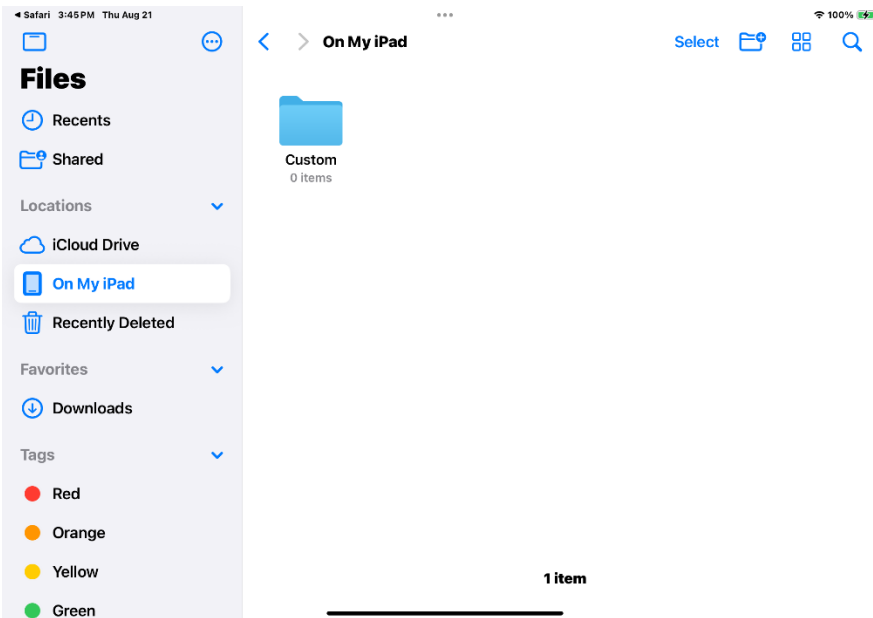 Safari 3:45 PM Thu Aug 21
100%
Files
Recents
Shared
Locations
iCloud Drive
On My iPad
Recently Deleted
Favorites
Downloads
Tags
Red
Orange
Yellow
Green
On My iPad
Select
Custom
0 items
1 item